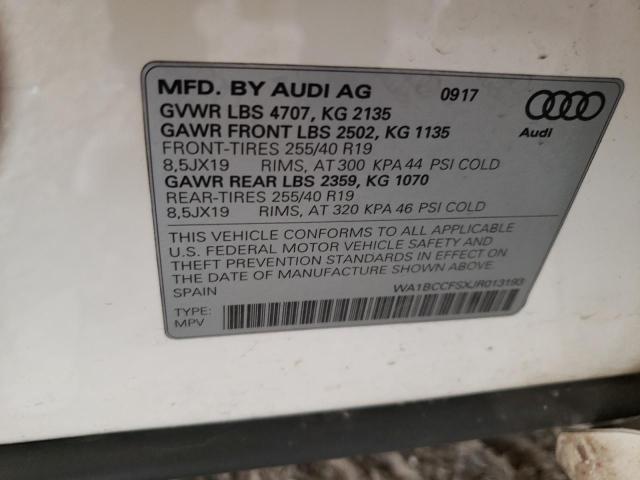 MFD. BY AUDI AG 0917
GVWR LBS 4707, KG 2135
GAWR FRONT LBS 2502, KG 1135
Audi
FRONT-TIRES 255/40 R19
8,5JX19 RIMS, AT 300 KPA 44 PSI COLD
GAWR REAR LBS 2359, KG 1070
REAR-TIRES 255/40 R19
8,5JX19 RIMS, AT 320 KPA 46 PSI COLD
THIS VEHICLE CONFORMS TO ALL APPLICABLE
U.S. FEDERAL MOTOR VEHICLE SAFETY AND
THEFT PREVENTION STANDARDS IN EFFECT ON
THE DATE OF MANUFACTURE SHOWN ABOVE.
SPAIN WA1BCCFSXJR013193
TYPE:
MPV